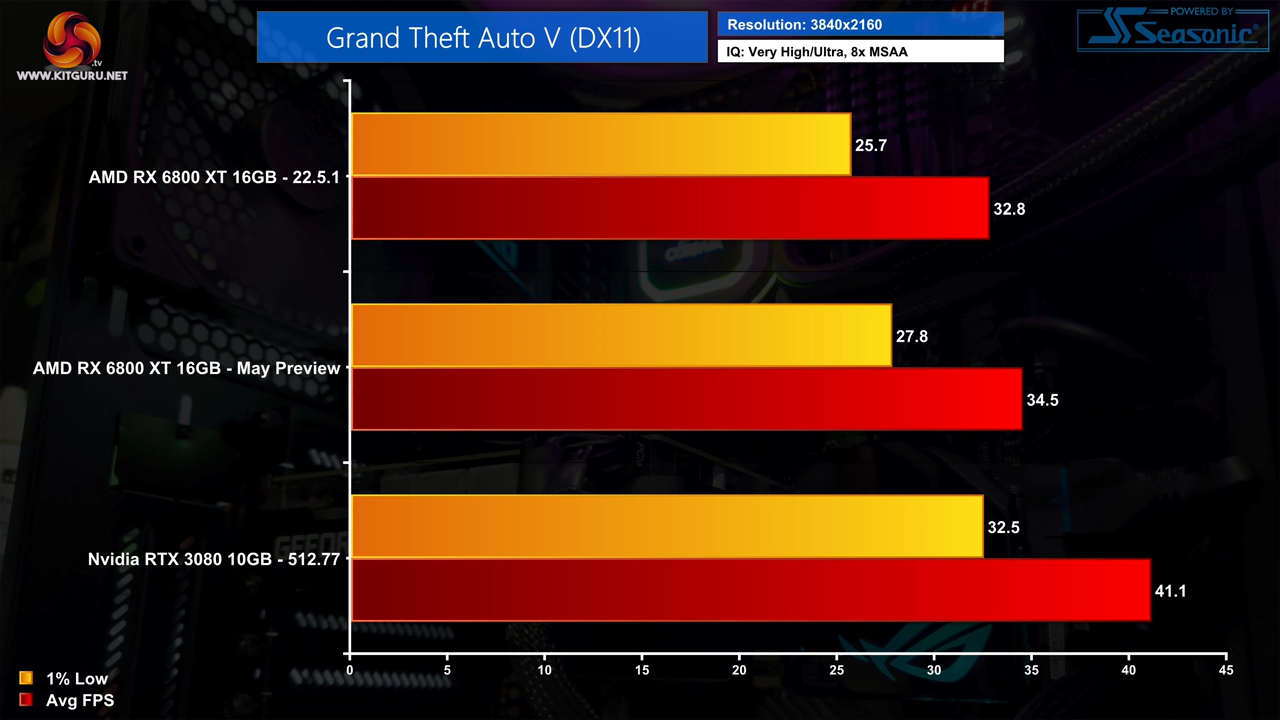 .tv
WWW.KITGURU.NET
Grand Theft Auto V (DX11)
Resolution: 3840x2160
IQ: Very High/Ultra, 8x MSAA
POWERED BY
Seasonic
AMD RX 6800 XT 16GB - 22.5.1
25.7
32.8
AMD RX 6800 XT 16GB - May Preview
27.8
34.5
Nvidia RTX 3080 10GB - 512.77
32.5
41.1
0 5 10 15 20 25 30 35 40 45
1% Low
Avg FPS
CORSAIR
GEFORCE